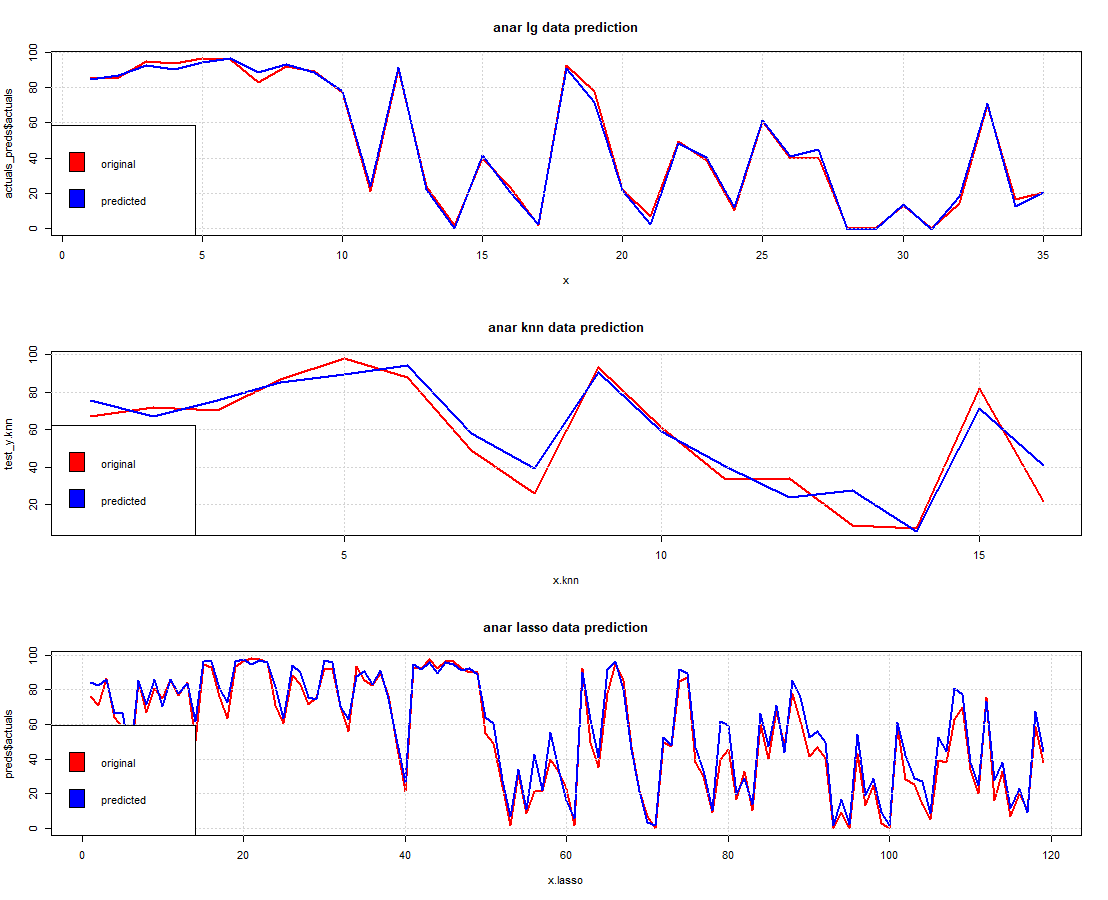 anar lg data prediction
actuals_preds$actuals
100
80
60
40
20
0
original
predicted
0 5 10 15 20 25 30 35
x
anar knn data prediction
test_y.knn
100
80
60
40
20
original
predicted
5 10 15
x.knn
anar lasso data prediction
preds$actuals
100
80
60
40
20
0
original
predicted
0 20 40 60 80 100 120
x.lasso